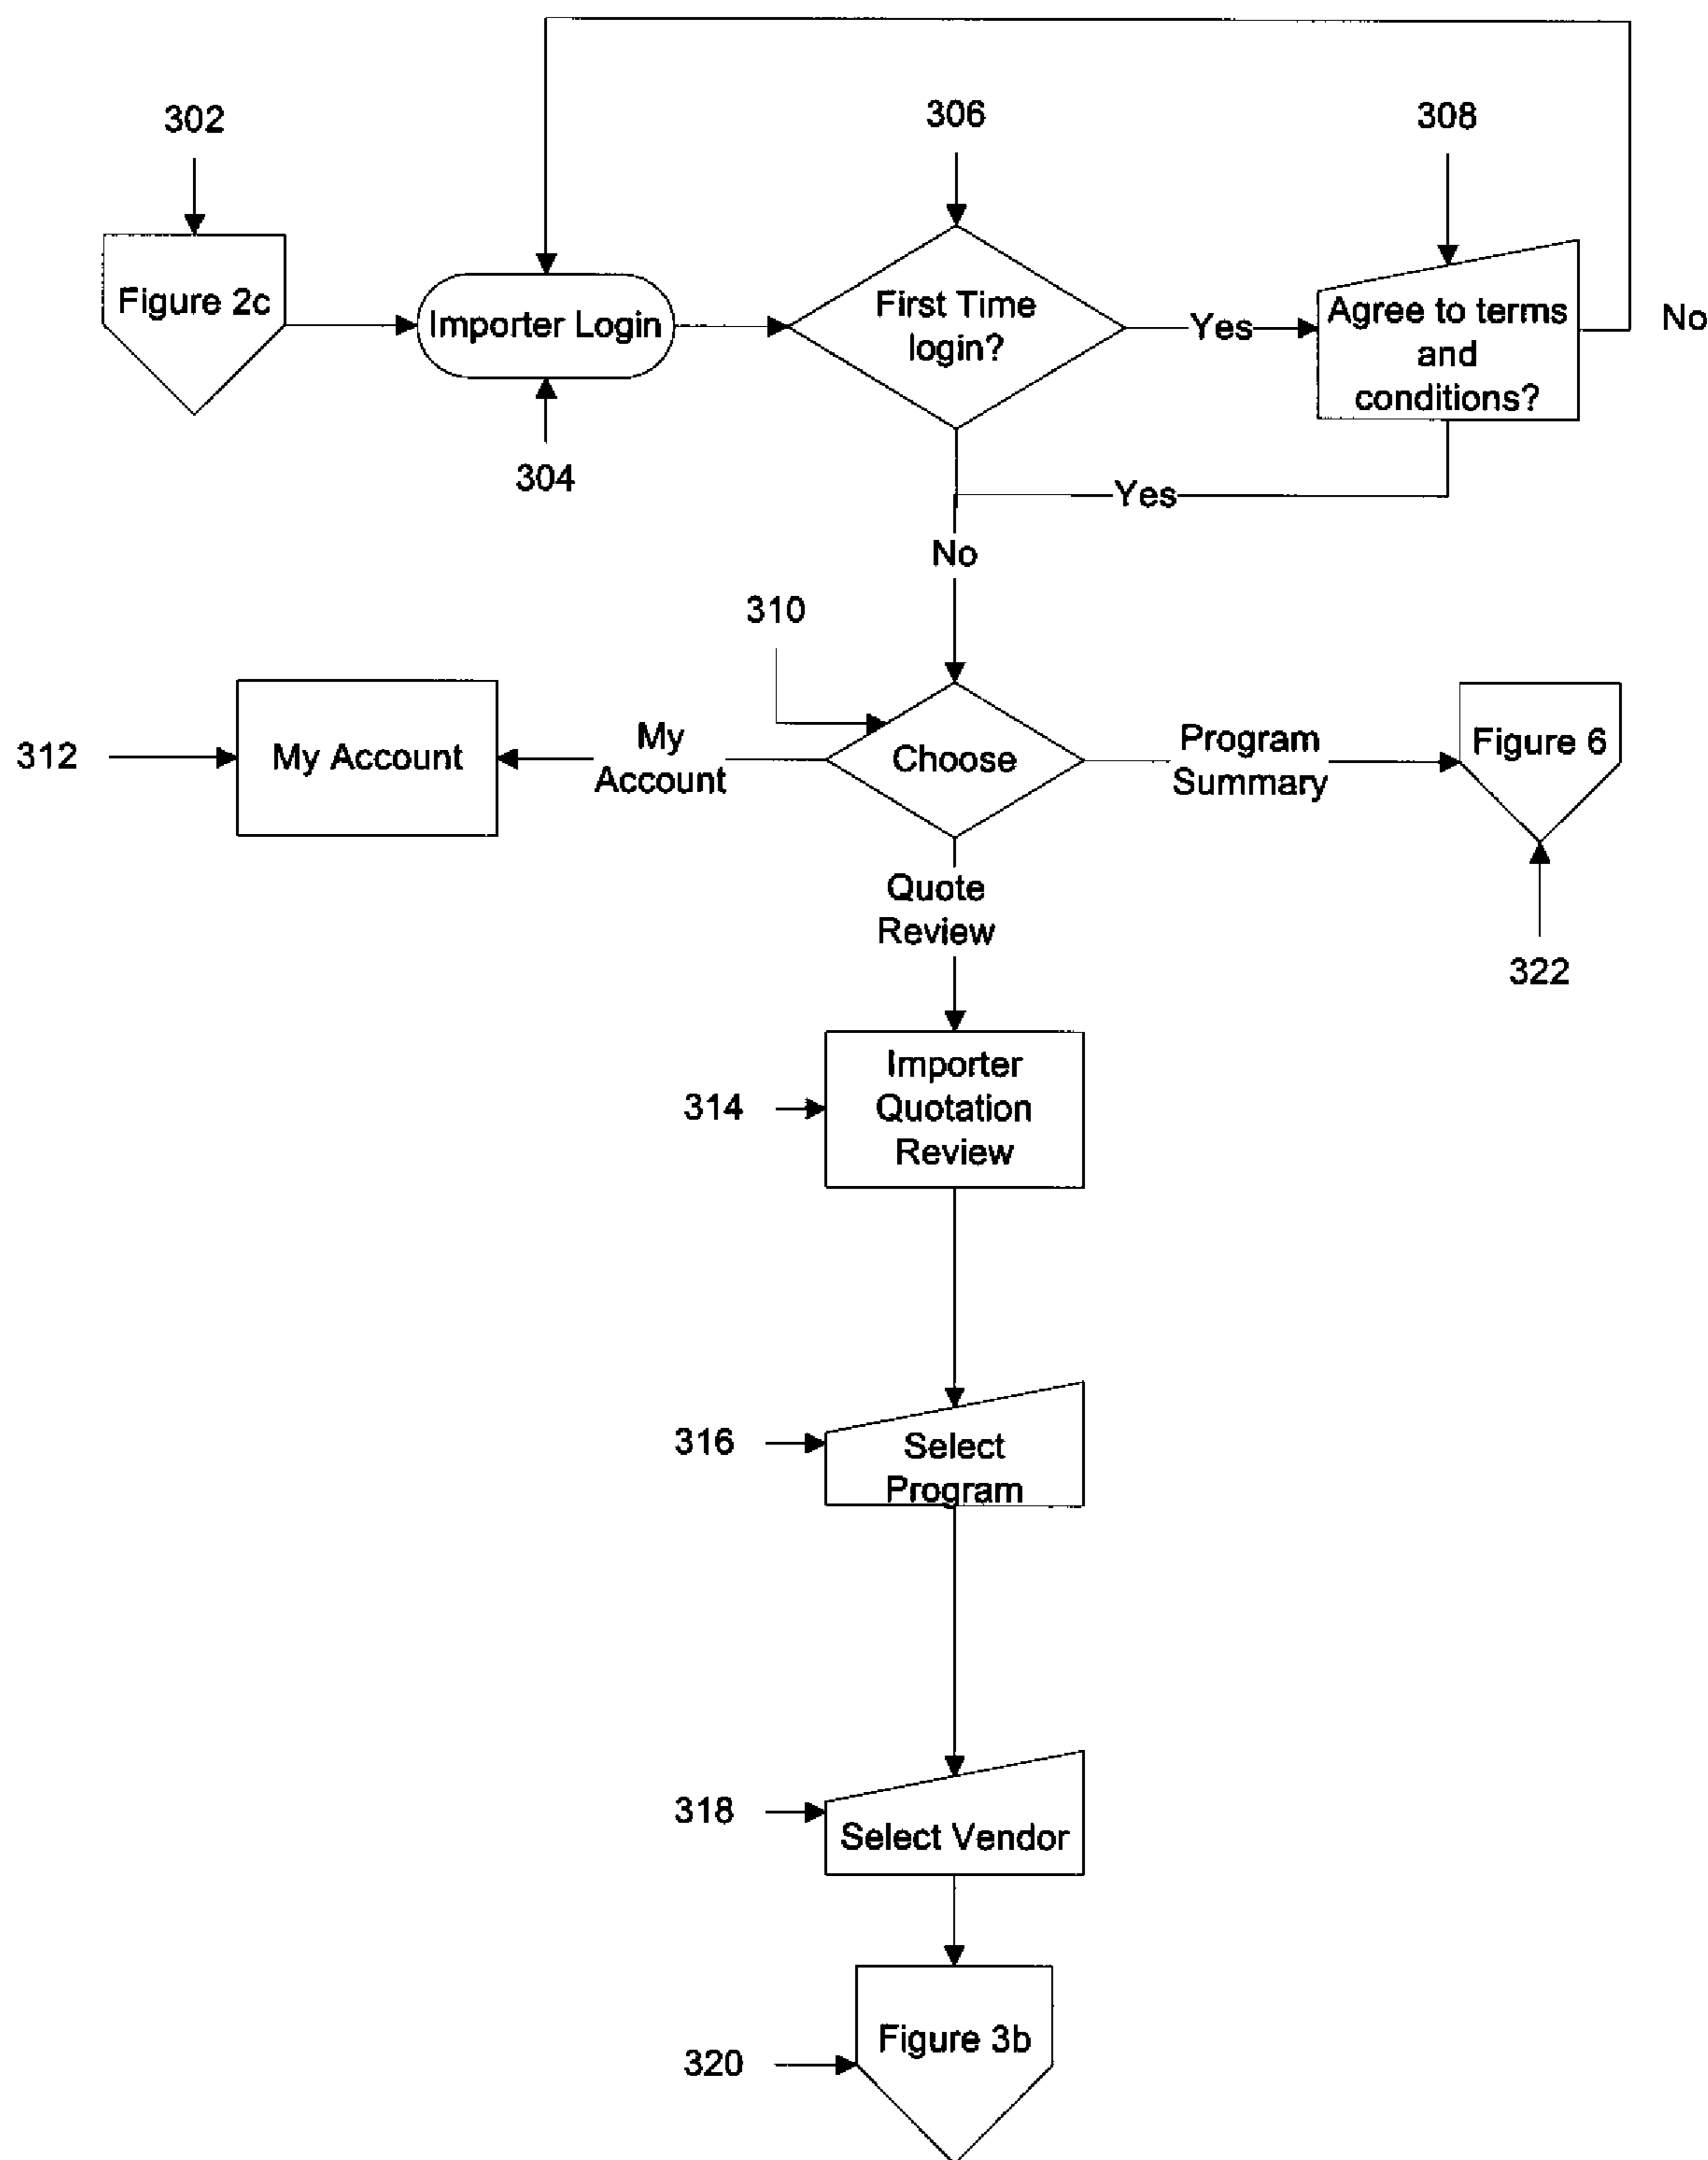 302
306
308
Figure 2c
Importer Login
First Time
login?
Yes
Agree to terms
and
conditions?
No
304
Yes
No
310
312
My Account
My
Account
Choose
Program
Summary
Figure 6
Quote
Review
322
314
Importer
Quotation
Review
316
Select
Program
318
Select Vendor
320
Figure 3b